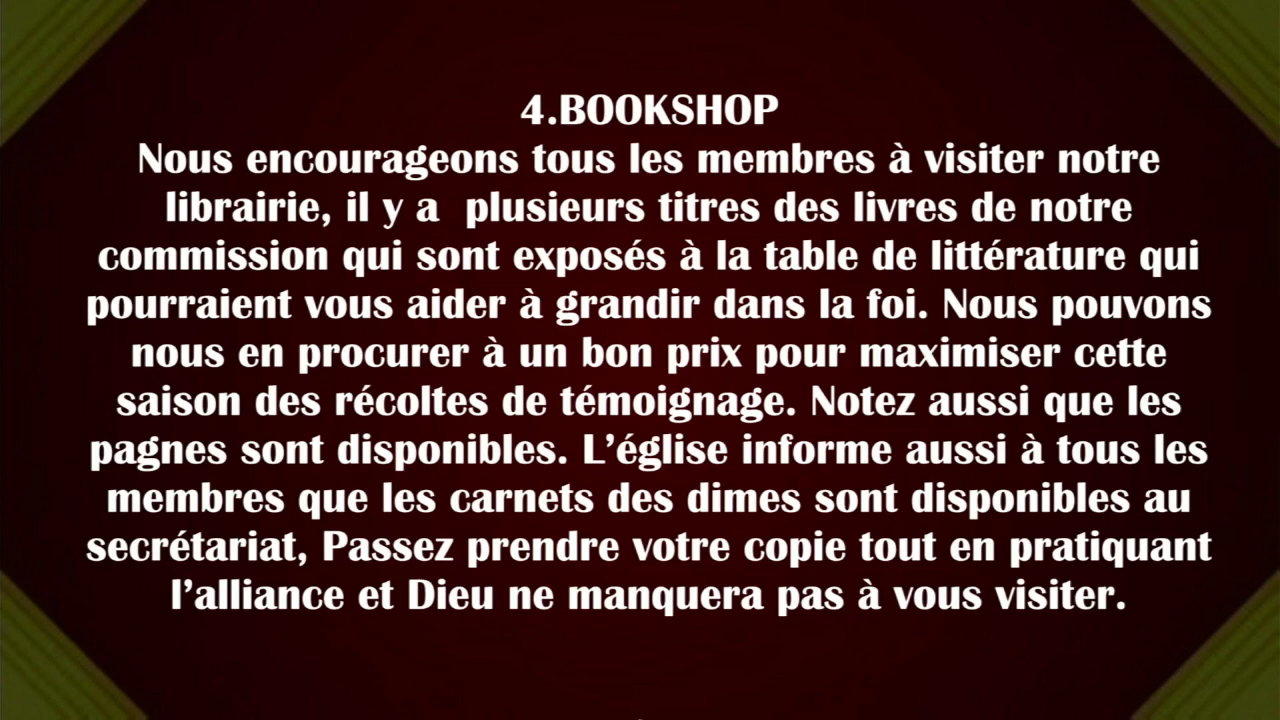 4.BOOKSHOP
Nous encourageons tous les membres à visiter notre
librairie, il y a  plusieurs titres des livres de notre
commission qui sont exposés à la table de littérature qui
pourraient vous aider à grandir dans la foi. Nous pouvons
nous en procurer à un bon prix pour maximiser cette
saison des récoltes de témoignage. Notez aussi que les
pagnes sont disponibles. L’église informe aussi à tous les
membres que les carnets des dimes sont disponibles au
secrétariat, Passez prendre votre copie tout en pratiquant
l’alliance et Dieu ne manquera pas à vous visiter.